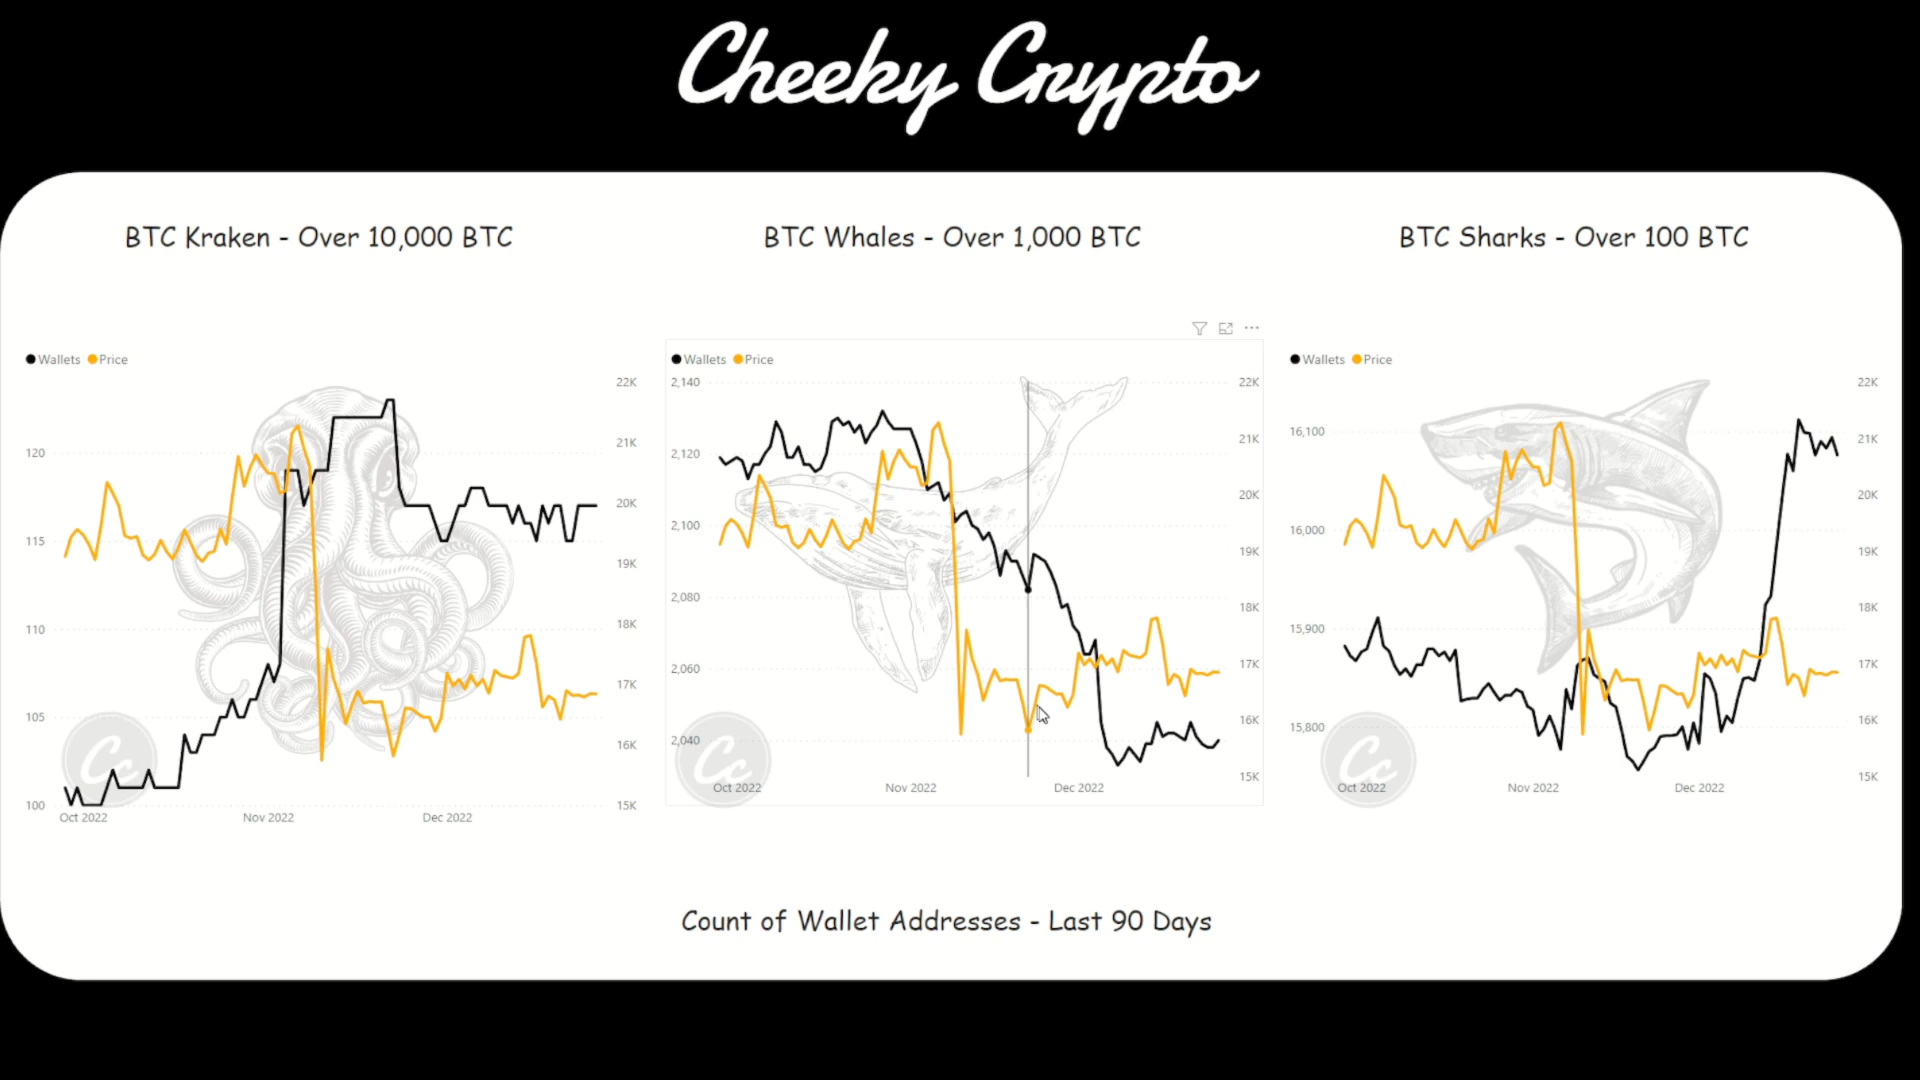 Cheeky Crypto
BTC Kraken - Over 10,000 BTC
Wallets Price
22K
21K
20K
19K
18K
17K
16K
15K
120
115
110
105
100
Cc
Oct 2022 Nov 2022 Dec 2022
BTC Whales - Over 1,000 BTC
Wallets Price
2,140
2,120
2,100
2,080
2,060
2,040
22K
21K
20K
19K
18K
17K
16K
15K
Cc
Oct 2022 Nov 2022 Dec 2022
BTC Sharks - Over 100 BTC
Wallets Price
16,100
16,000
15,900
15,800
22K
21K
20K
19K
18K
17K
16K
15K
Cc
Oct 2022 Nov 2022 Dec 2022
Count of Wallet Addresses - Last 90 Days